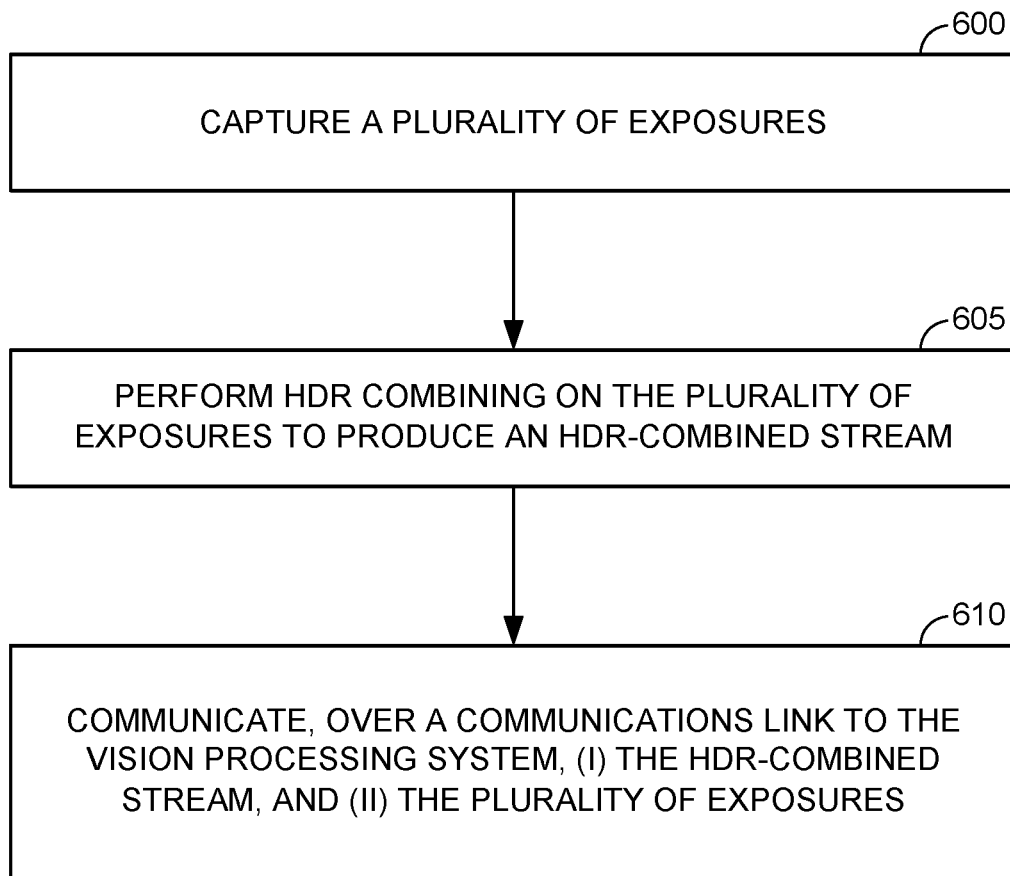 600
CAPTURE A PLURALITY OF EXPOSURES
605
PERFORM HDR COMBINING ON THE PLURALITY OF
EXPOSURES TO PRODUCE AN HDR-COMBINED STREAM
610
COMMUNICATE, OVER A COMMUNICATIONS LINK TO THE
VISION PROCESSING SYSTEM, (I) THE HDR-COMBINED
STREAM, AND (II) THE PLURALITY OF EXPOSURES